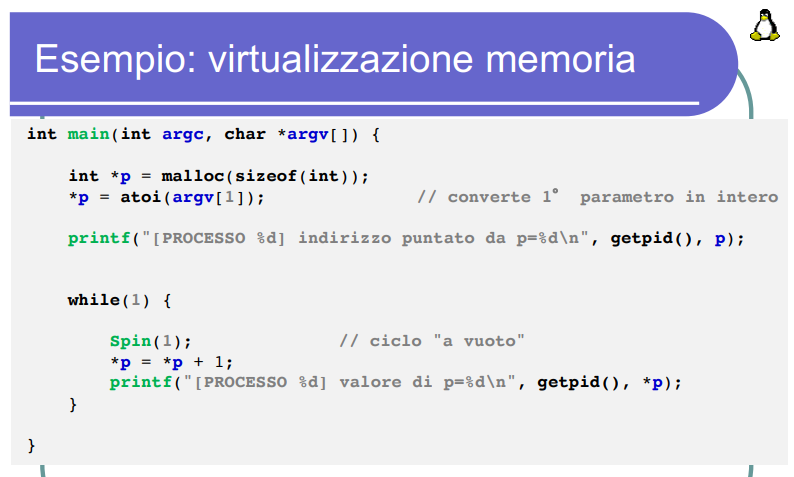 Esempio: virtualizzazione memoria
int main(int argc, char *argv[]) {
int *p = malloc(sizeof(int));
*p = atoi(argv[1]); // converte 1° parametro in intero
printf("[PROCESSO %d] indirizzo puntato da p=%d\n", getpid(), p);
while(1) {
Spin(1); // ciclo "a vuoto"
*p = *p + 1;
printf("[PROCESSO %d] valore di p=%d\n", getpid(), *p);
}
}